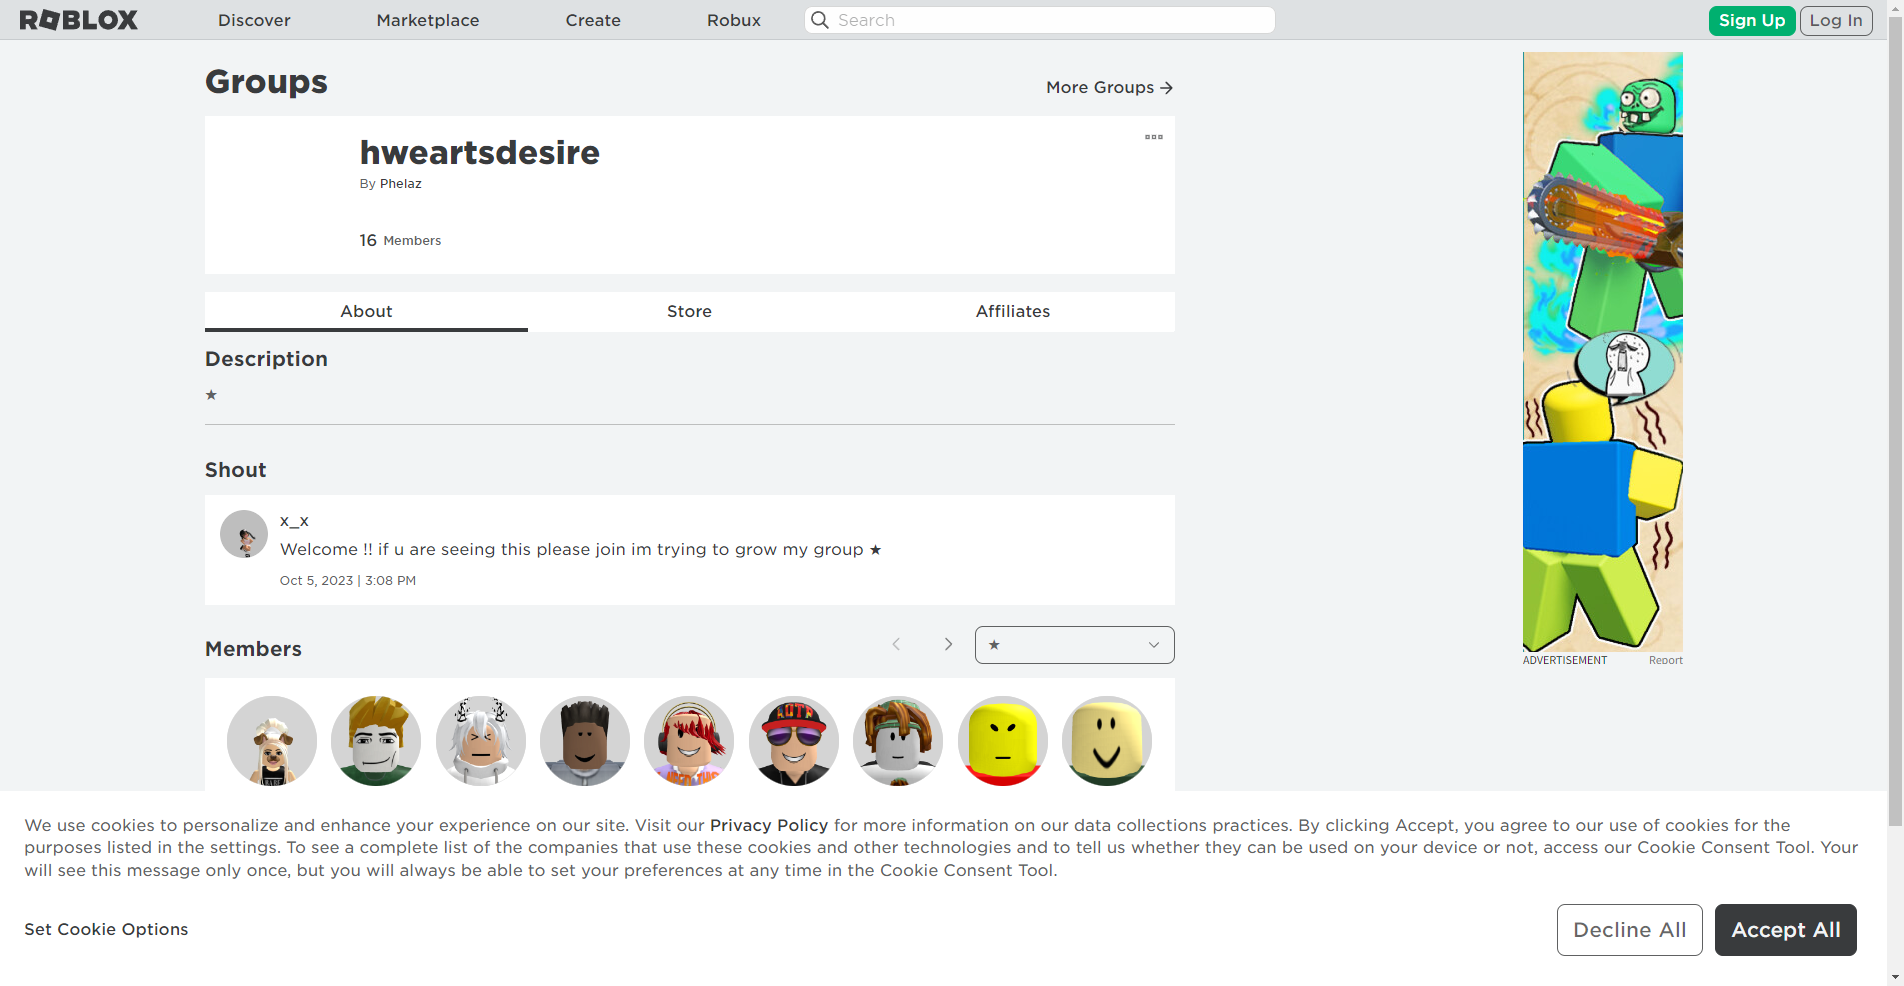 ROBLOX
Discover
Marketplace
Create
Robux
Search
Sign Up
Log In
Groups
More Groups
hweartsdesire
By Phelaz
16 Members
About
Store
Affiliates
Description
★
Shout
x_x
Welcome !! if u are seeing this please join im trying to grow my group ★
Oct 5, 2023 | 3:08 PM
Members
★
ADVERTISEMENT
Report
We use cookies to personalize and enhance your experience on our site. Visit our Privacy Policy for more information on our data collections practices. By clicking Accept, you agree to our use of cookies for the
purposes listed in the settings. To see a complete list of the companies that use these cookies and other technologies and to tell us whether they can be used on your device or not, access our Cookie Consent Tool. Your
will see this message only once, but you will always be able to set your preferences at any time in the Cookie Consent Tool.
Set Cookie Options
Decline All
Accept All